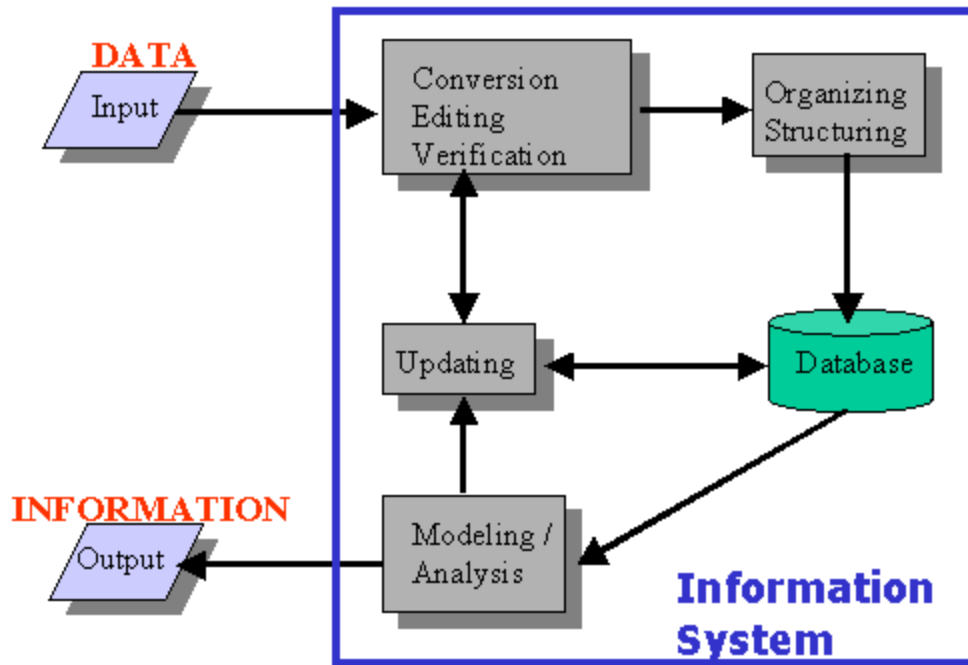 DATA
Input
Conversion
Editing
Verification
Organizing
Structuring
Updating
Database
INFORMATION
Output
Modeling /
Analysis
Information
System